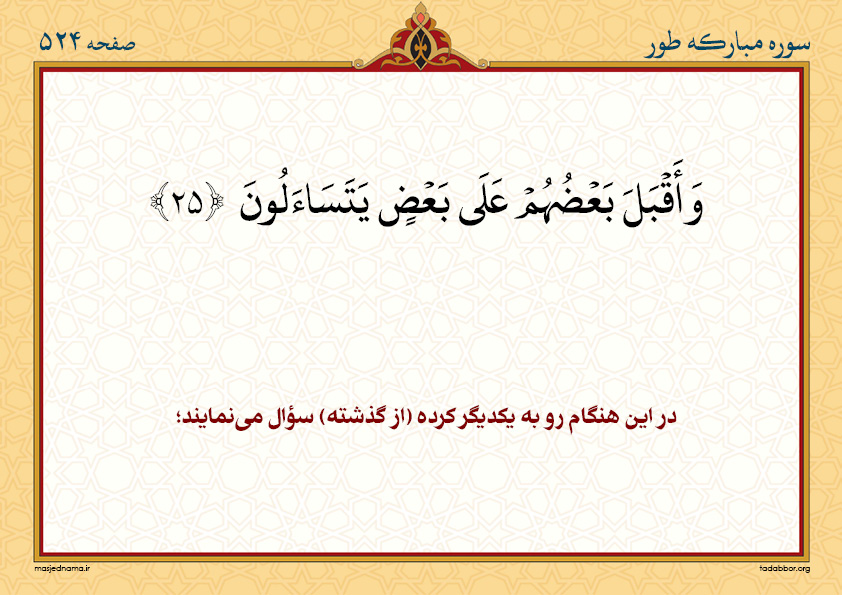 سوره مبارکه طور
صفحه ۵۲۴
وَأَقْبَلَ بَعْضُهُمْ عَلَى بَعْضٍ يَتَسَاءَلُونَ ﴿۲۵﴾
در این هنگام رو به یکدیگر کرده (از گذشته) سؤال می‌نمایند؛
masjednama.ir
tadabbor.org